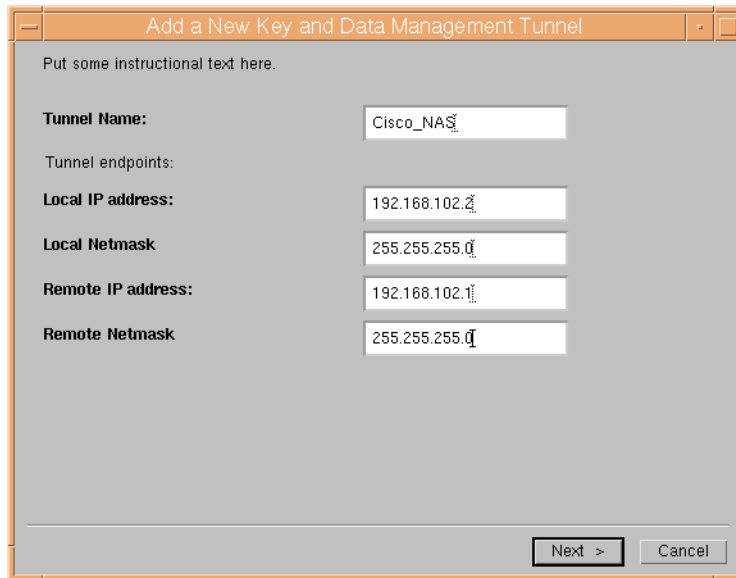 Add a New Key and Data Management Tunnel
Put some instructional text here.
Tunnel Name: Cisco_NAS
Tunnel endpoints:
Local IP address: 192.168.102.2
Local Netmask 255.255.255.0
Remote IP address: 192.168.102.1
Remote Netmask 255.255.255.0
Next > Cancel